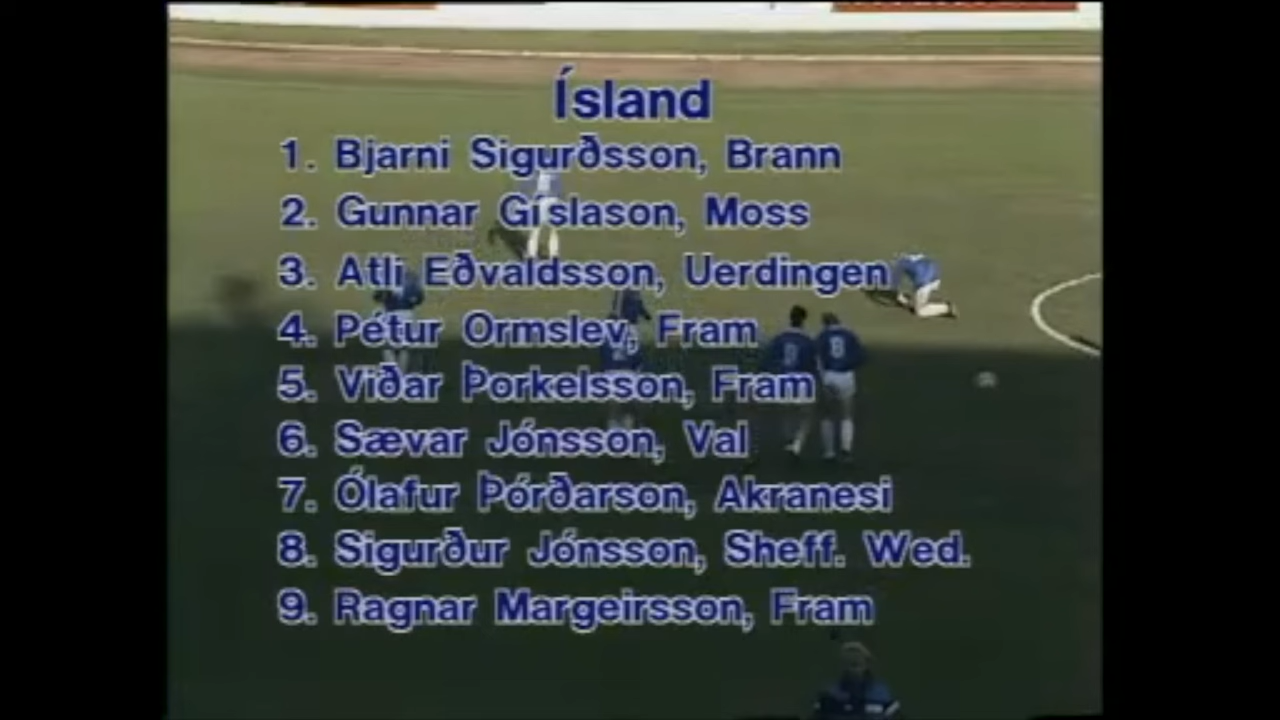 Ísland
1. Bjarni Sigurðsson, Brann
2. Gunnar Gíslason, Moss
3. Atli Eðvaldsson, Uerdingen
4. Pétur Ormslev, Fram
5. Viðar Þorkelsson, Fram
6. Sævar Jónsson, Val
7. Ólafur Þórðarson, Akranesi
8. Sigurður Jónsson, Sheff. Wed.
9. Ragnar Margeirsson, Fram
8